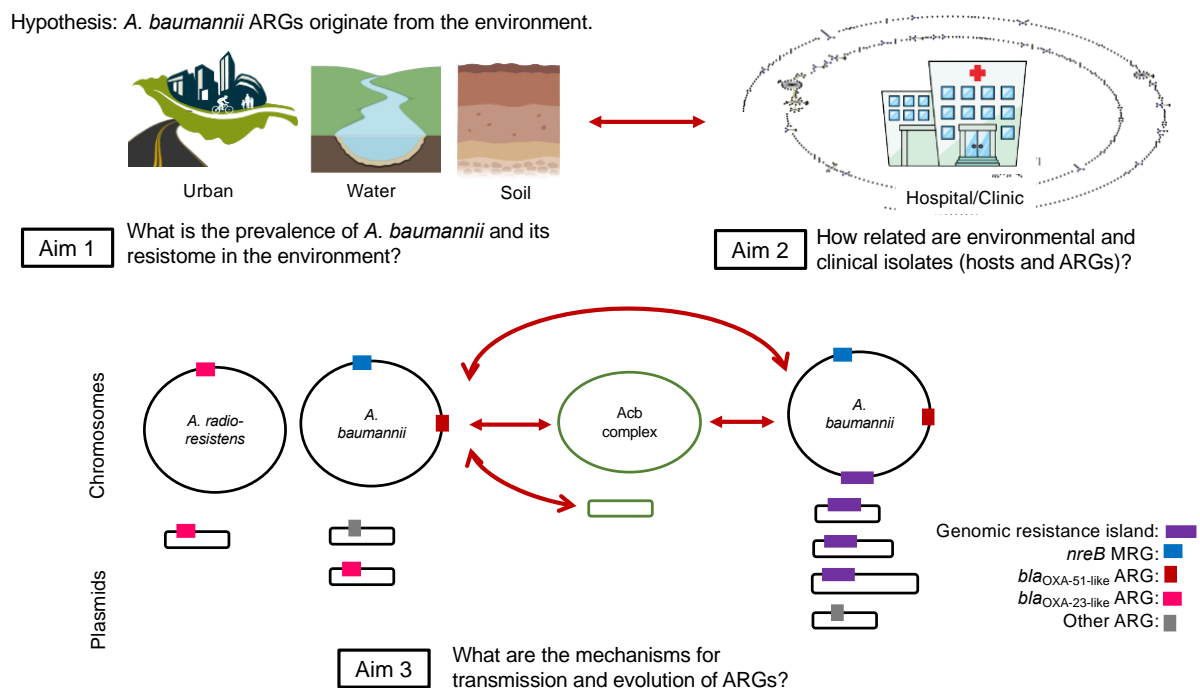 Hypothesis: A. baumannii ARGs originate from the environment.
Urban
Water
Soil
Hospital/Clinic
Aim 1
What is the prevalence of A. baumannii and its
resistome in the environment?
Aim 2
How related are environmental and
clinical isolates (hosts and ARGs)?
Chromosomes
A. radio-
resistens
A.
baumannii
Acb
complex
A.
baumannii
Plasmids
Genomic resistance island:
nreB MRG:
blaOXA-51-like ARG:
blaOXA-23-like ARG:
Other ARG:
Aim 3
What are the mechanisms for
transmission and evolution of ARGs?